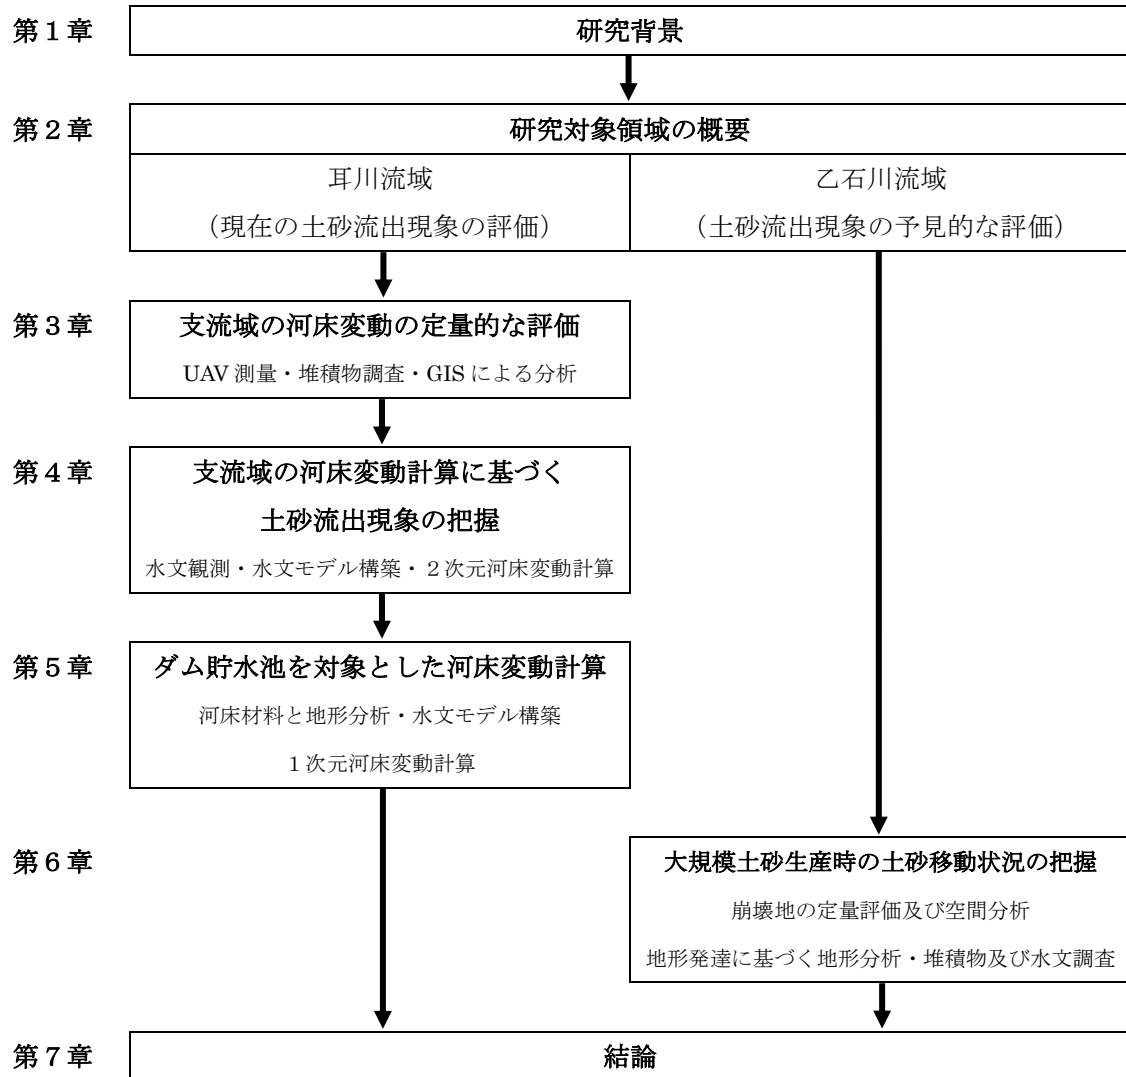 第１章
研究背景
第２章
研究対象領域の概要
耳川流域
（現在の土砂流出現象の評価）
乙石川流域
（土砂流出現象の予見的な評価）
第３章
支流域の河床変動の定量的な評価
UAV 測量・堆積物調査・GIS による分析
第４章
支流域の河床変動計算に基づく
土砂流出現象の把握
水文観測・水文モデル構築・２次元河床変動計算
第５章
ダム貯水池を対象とした河床変動計算
河床材料と地形分析・水文モデル構築
１次元河床変動計算
第６章
大規模土砂生産時の土砂移動状況の把握
崩壊地の定量評価及び空間分析
地形発達に基づく地形分析・堆積物及び水文調査
第７章
結論